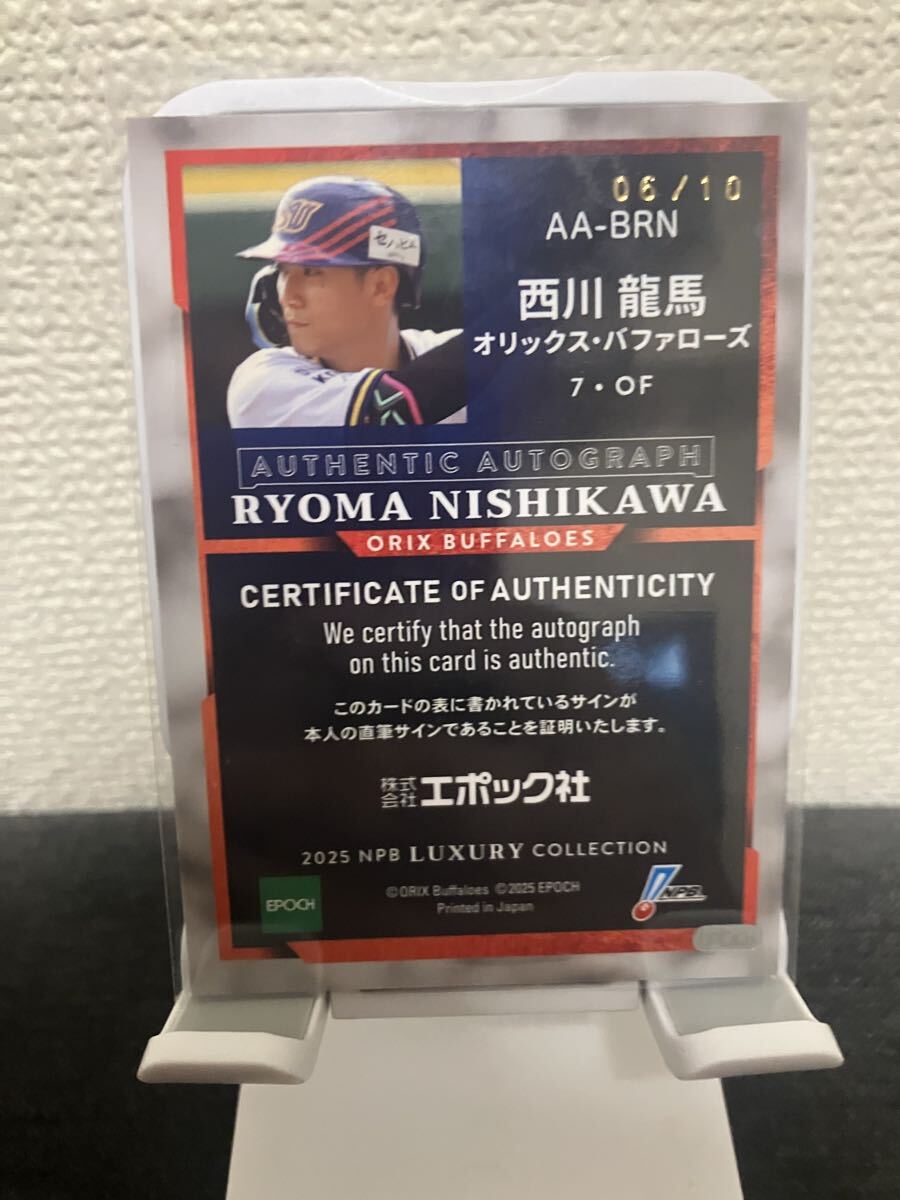 06/10
AA-BRN
西川 龍馬
オリックス・バファローズ
7・OF
AUTHENTIC AUTOGRAPH
RYOMA NISHIKAWA
ORIX BUFFALOES
CERTIFICATE OF AUTHENTICITY
We certify that the autograph
on this card is authentic.
このカードの表に書かれているサインが
本人の直筆サインであることを証明いたします。
株式会社エポック社
2025 NPB LUXURY COLLECTION
©ORIX Buffaloes ©2025 EPOCH
Printed in Japan
EPOCH
NPB